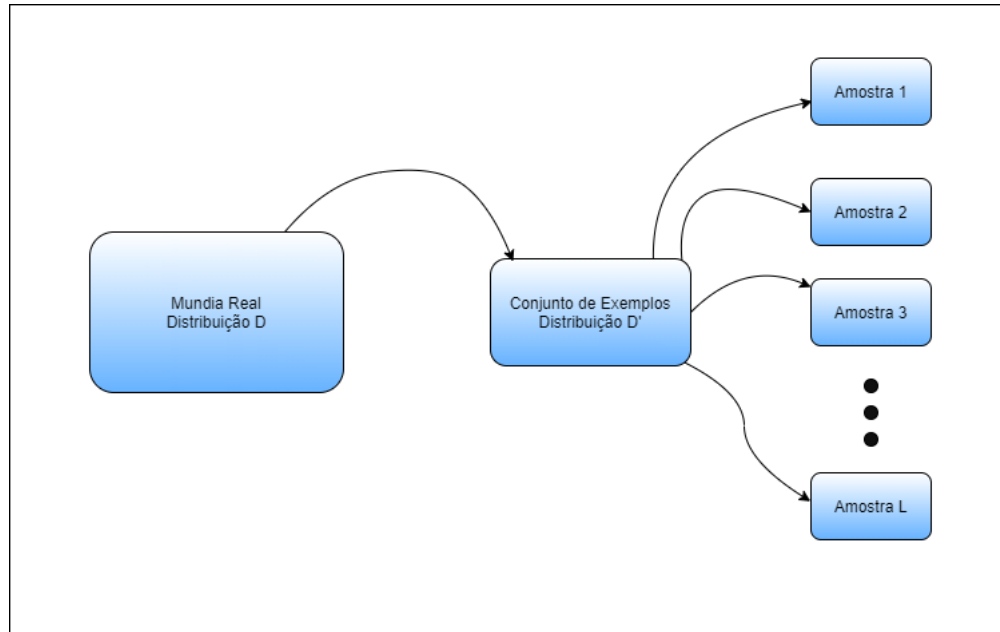 Mundia Real
Distribuição D
Conjunto de Exemplos
Distribuição D'
Amostra 1
Amostra 2
Amostra 3
Amostra L